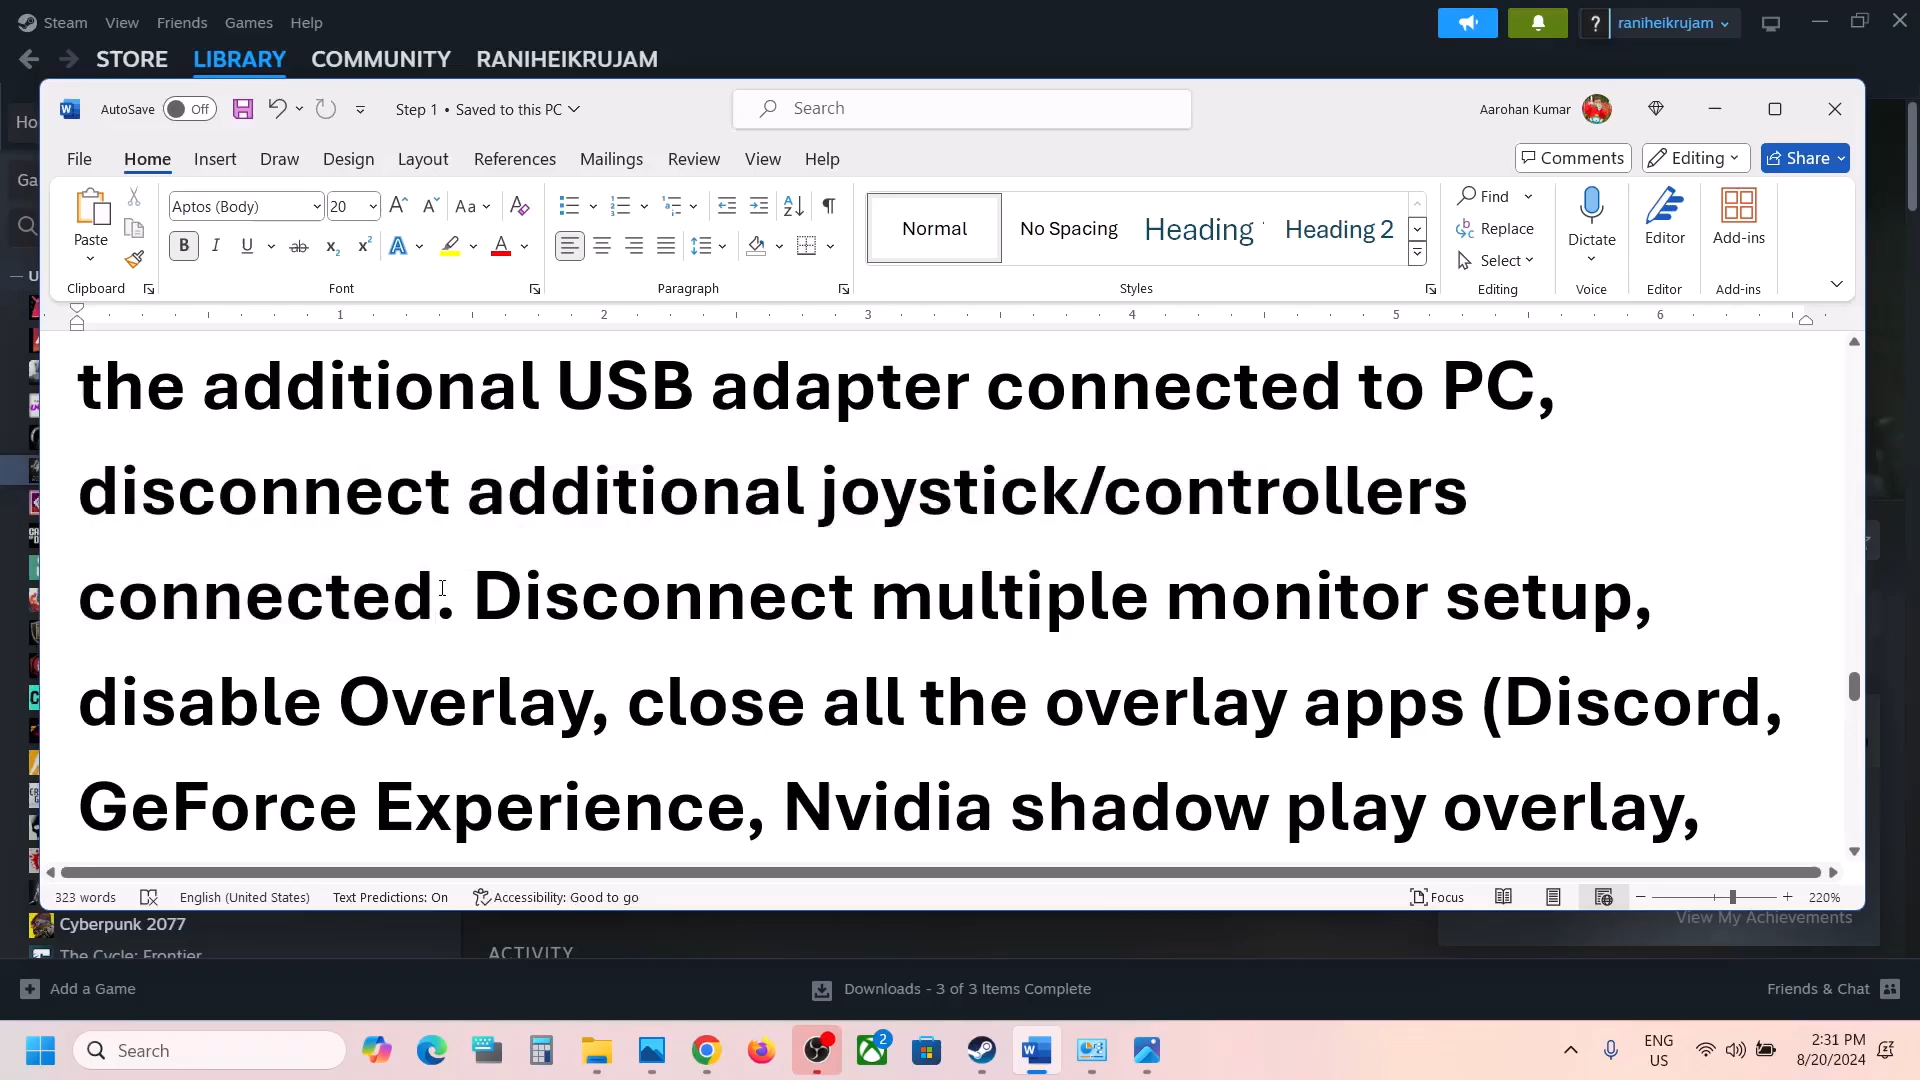 Steam View Friends Games Help
? raniheikrujam
STORE LIBRARY COMMUNITY RANIHEIKRUJAM
AutoSave Off Step 1 • Saved to this PC Search Aarohan Kumar
File Home Insert Draw Design Layout References Mailings Review View Help Comments Editing Share
Paste Aptos (Body) 20 Normal No Spacing Heading Heading 2 Find Replace Select Dictate Editor Add-ins
Clipboard Font Paragraph Styles Editing Voice Editor Add-ins
1 2 3 4 5 6
the additional USB adapter connected to PC,
disconnect additional joystick/controllers
connected. Disconnect multiple monitor setup,
disable Overlay, close all the overlay apps (Discord,
GeForce Experience, Nvidia shadow play overlay,
323 words English (United States) Text Predictions: On Accessibility: Good to go Focus 220%
Cyberpunk 2077 View My Achievements
The Cycle: Frontier ACTIVITY
Add a Game Downloads - 3 of 3 Items Complete Friends & Chat
Search 2 ENG US 2:31 PM
8/20/2024